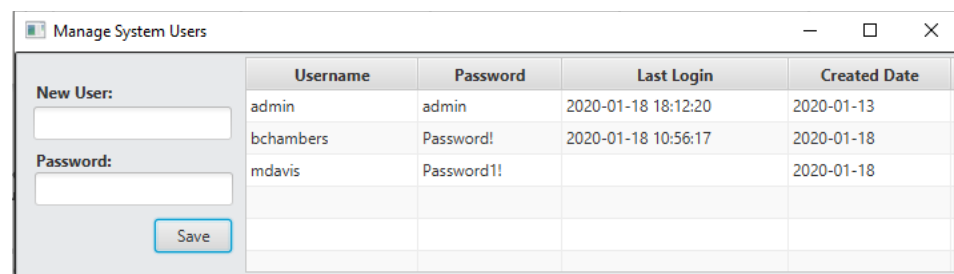 Manage System Users
New User:
Password:
Save
Username Password Last Login Created Date
admin admin 2020-01-18 18:12:20 2020-01-13
bchambers Password! 2020-01-18 10:56:17 2020-01-18
mdavis Password1! 2020-01-18